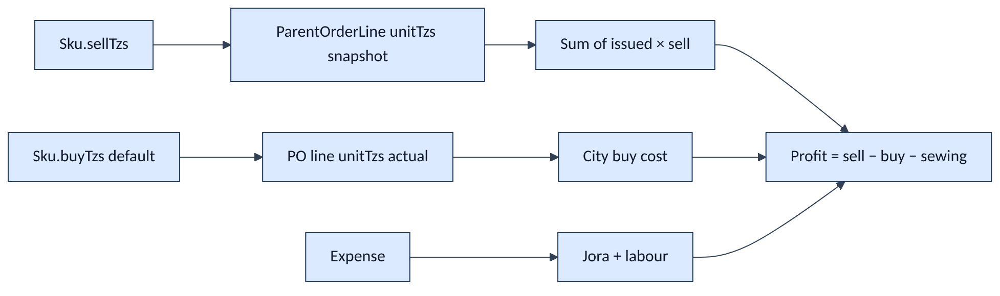 Sku.sellTzs
ParentOrderLine unitTzs
snapshot
Sum of issued × sell
Sku.buyTzs default
PO line unitTzs actual
City buy cost
Profit = sell − buy − sewing
Expense
Jora + labour